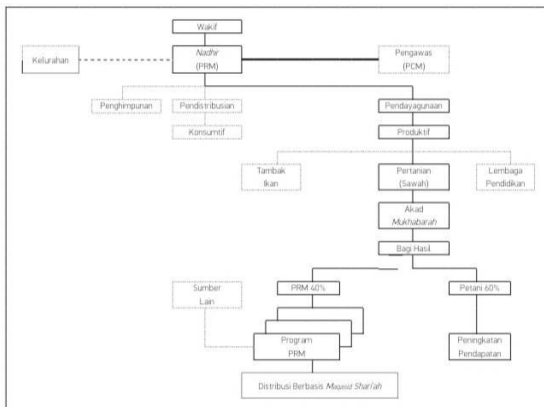 Wakif
Kelurahan
Nadhir
(PRM)
Pengawas
(PCM)
Penghimpunan
Pendistribusian
Pendayagunaan
Konsumtif
Produktif
Tambak
Ikan
Pertanian
(Sawah)
Lembaga
Pendidikan
Akad
Mukhabarah
Bagi Hasil
Sumber
Lain
PRM 40%
Petani 60%
Program
PRM
Peningkatan
Pendapatan
Distribusi Berbasis Maqasid Shari'ah